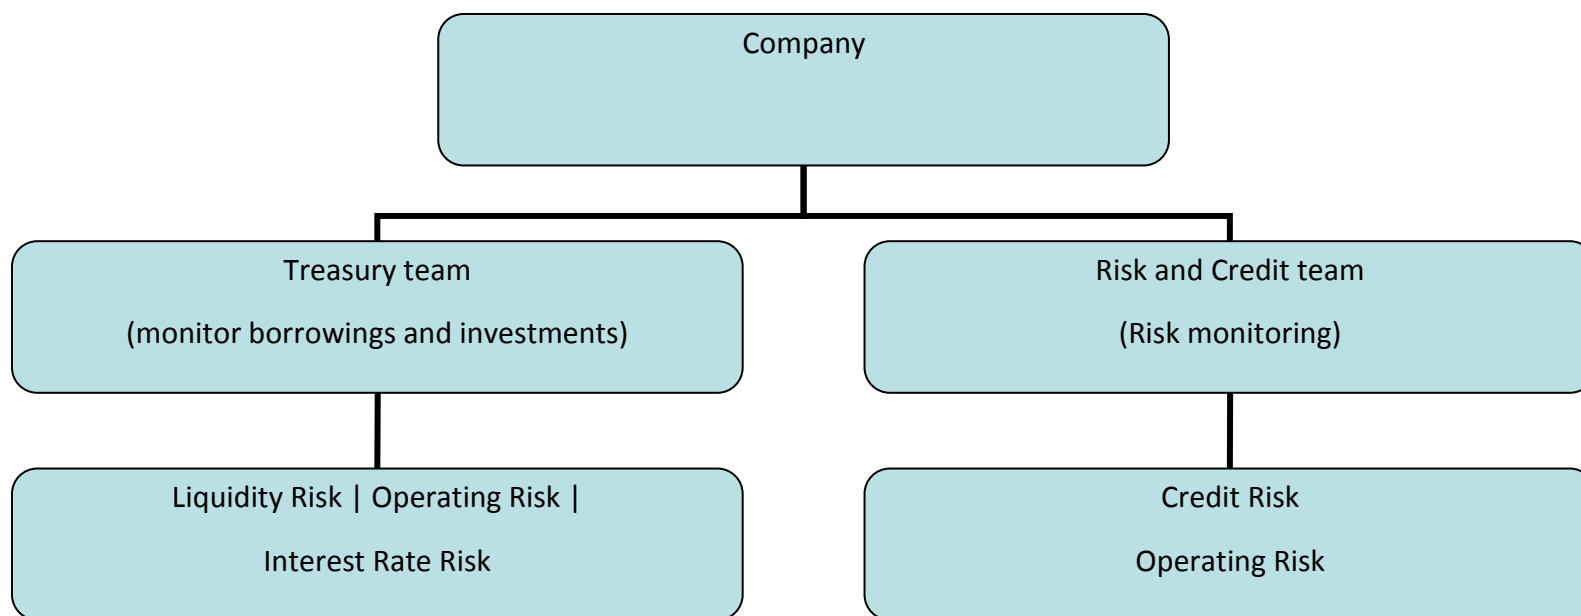 Company
Treasury team
(monitor borrowings and investments)
Risk and Credit team
(Risk monitoring)
Liquidity Risk | Operating Risk |
Interest Rate Risk
Credit Risk
Operating Risk